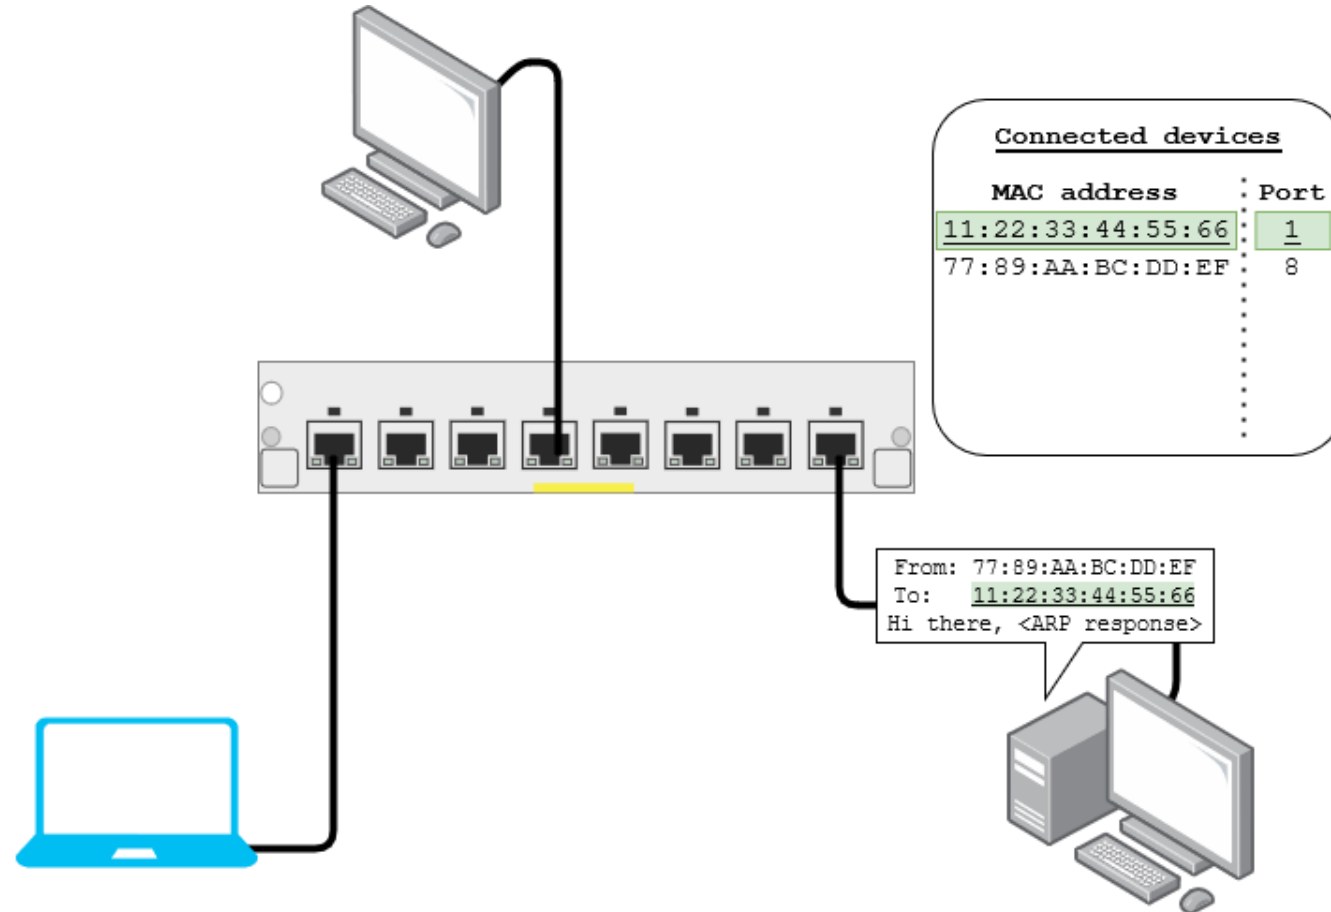 Connected devices
MAC address Port
11:22:33:44:55:66 1
77:89:AA:BC:DD:EF 8
From: 77:89:AA:BC:DD:EF
To: 11:22:33:44:55:66
Hi there, <ARP response>